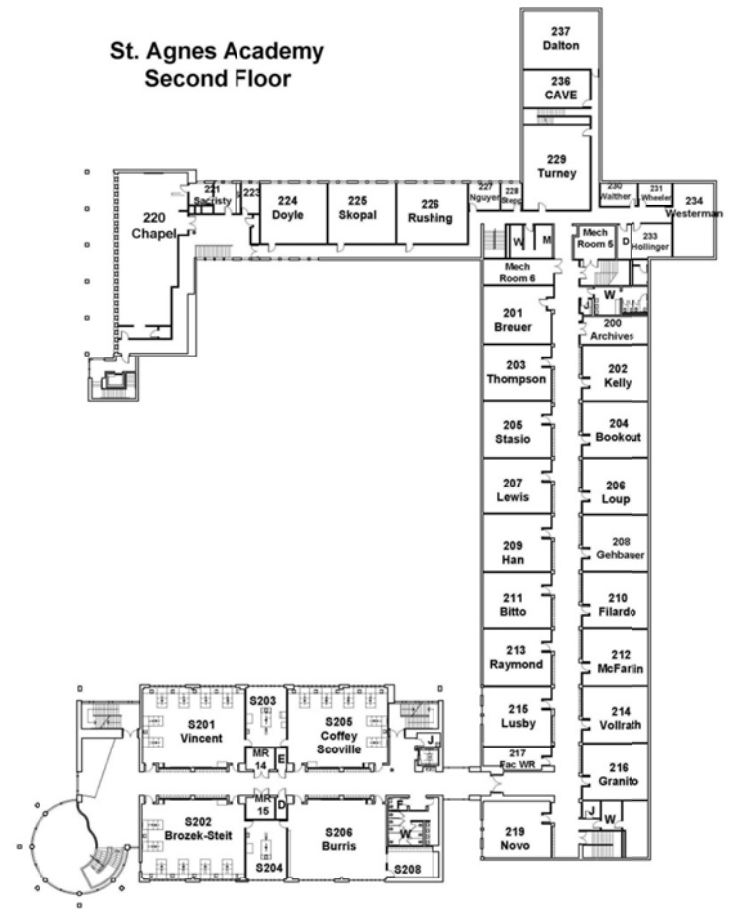 St. Agnes Academy
Second Floor
237
Dalton
236
CAVE
229
Turney
220
Chapel
221
Sacristy
223
224
Doyle
225
Skopal
226
Rushing
227
Nguyen
228
Stepp
230
Walther
231
Wheeler
234
Westerman
233
Hollinger
Mech
Room 5
D
W
M
Mech
Room 6
J
W
200
Archives
201
Breuer
202
Kelly
203
Thompson
204
Bookout
205
Stasio
206
Loup
207
Lewis
208
Gehbauer
209
Han
210
Filardo
211
Bitto
212
McFarlin
213
Raymond
214
Vollrath
215
Lusby
216
Granito
217
Fac WR
219
Novo
J
W
S201
Vincent
S203
S205
Coffey
Scoville
MR
14
E
J
MR
15
D
S202
Brozek-Steit
S204
S206
Burris
F
W
S208